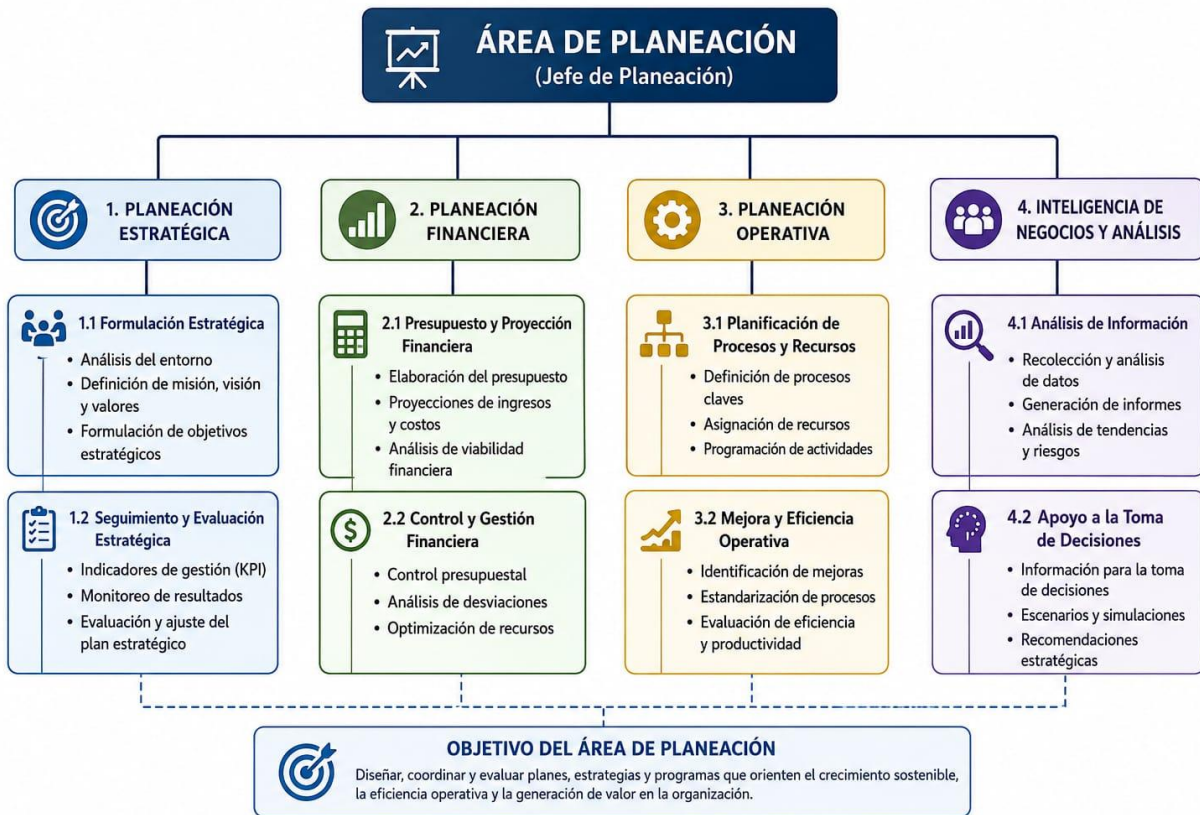 ÁREA DE PLANEACIÓN
(Jefe de Planeación)
1. PLANEACIÓN
ESTRATÉGICA
1.1 Formulación Estratégica
• Análisis del entorno
• Definición de misión, visión
y valores
• Formulación de objetivos
estratégicos
1.2 Seguimiento y Evaluación
Estratégica
• Indicadores de gestión (KPI)
• Monitoreo de resultados
• Evaluación y ajuste del
plan estratégico
2. PLANEACIÓN
FINANCIERA
2.1 Presupuesto y Proyección
Financiera
• Elaboración del presupuesto
• Proyecciones de ingresos
y costos
• Análisis de viabilidad
financiera
2.2 Control y Gestión
Financiera
$
• Control presupuestal
• Análisis de desviaciones
• Optimización de recursos
3. PLANEACIÓN
OPERATIVA
3.1 Planificación de
Procesos y Recursos
• Definición de procesos
claves
• Asignación de recursos
• Programación de actividades
3.2 Mejora y Eficiencia
Operativa
• Identificación de mejoras
• Estandarización de procesos
• Evaluación de eficiencia
y productividad
4. INTELIGENCIA DE
NEGOCIOS Y ANÁLISIS
4.1 Análisis de Información
• Recolección y análisis
de datos
• Generación de informes
• Análisis de tendencias
y riesgos
4.2 Apoyo a la Toma
de Decisiones
• Información para la toma
de decisiones
• Escenarios y simulaciones
• Recomendaciones
estratégicas
OBJETIVO DEL ÁREA DE PLANEACIÓN
Diseñar, coordinar y evaluar planes, estrategias y programas que orienten el crecimiento sostenible,
la eficiencia operativa y la generación de valor en la organización.